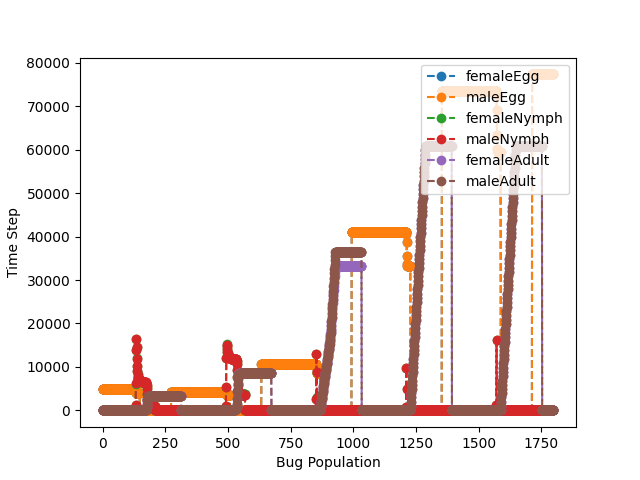 80000
70000
60000
50000
40000
30000
20000
10000
0
Time Step
femaleEgg
maleEgg
femaleNymph
maleNymph
femaleAdult
maleAdult
0 250 500 750 1000 1250 1500 1750
Bug Population